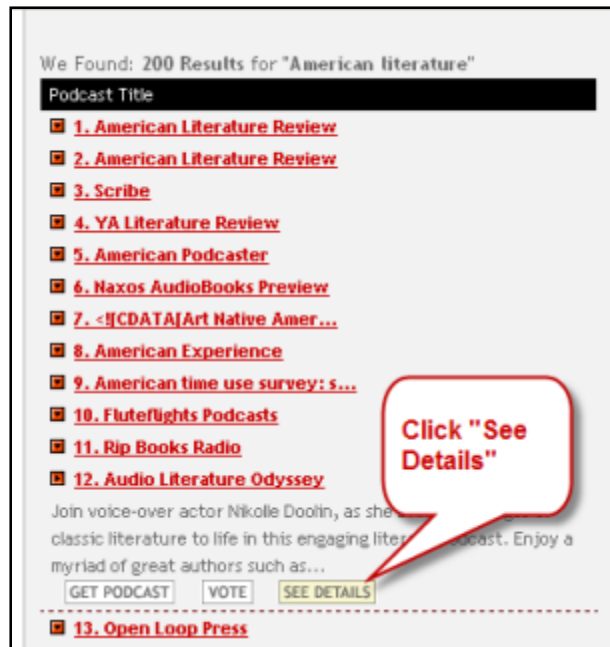 We Found: 200 Results for "American literature"
Podcast Title
1. American Literature Review
2. American Literature Review
3. Scribe
4. YA Literature Review
5. American Podcaster
6. Naxos AudioBooks Preview
7. <![CDATA[Art Native Amer...
8. American Experience
9. American time use survey: s...
10. Fluteflights Podcasts
11. Rip Books Radio
12. Audio Literature Odyssey
Click "See
Details"
Join voice-over actor Nikolle Doolin, as she
classic literature to life in this engaging podcast. Enjoy a
myriad of great authors such as...
GET PODCAST VOTE SEE DETAILS
13. Open Loop Press